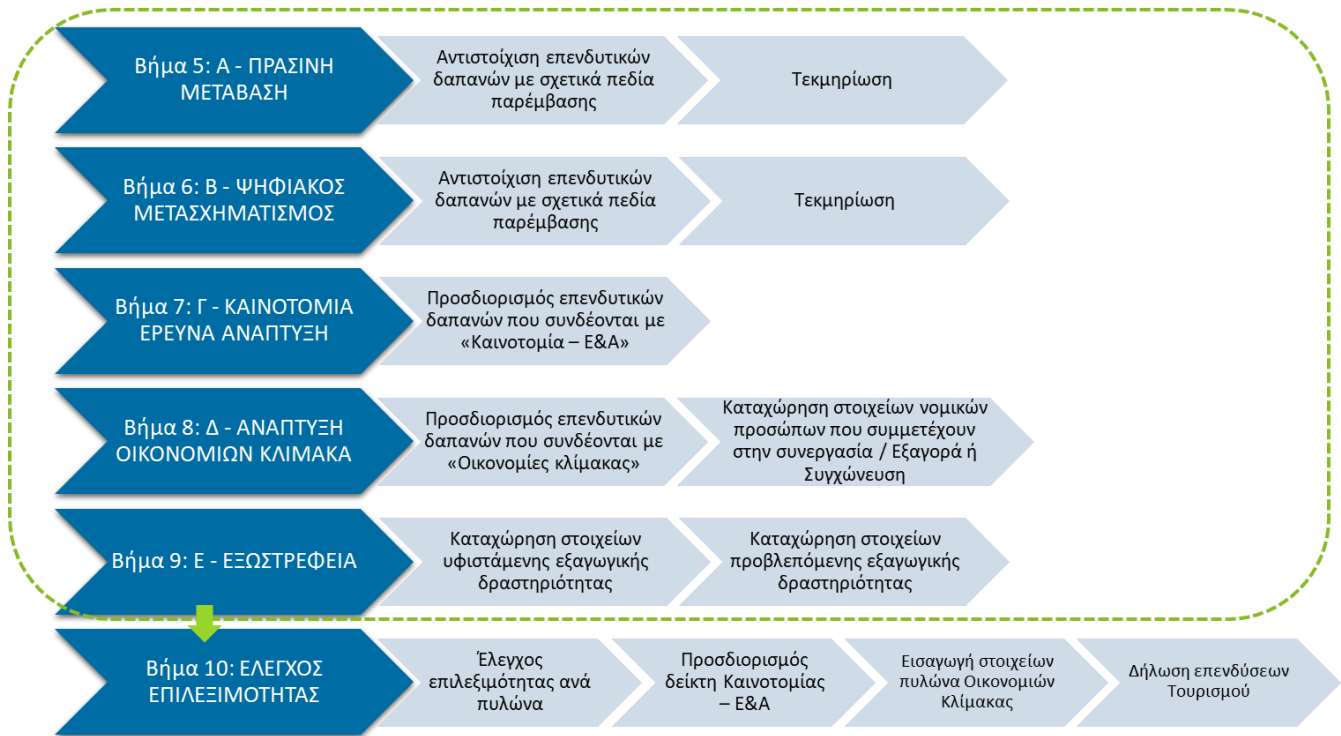 Βήμα 5: Α - ΠΡΑΣΙΝΗ
ΜΕΤΑΒΑΣΗ
Αντιστοίχιση επενδυτικών
δαπανών με σχετικά πεδία
παρέμβασης
Τεκμηρίωση
Βήμα 6: Β - ΨΗΦΙΑΚΟΣ
ΜΕΤΑΣΧΗΜΑΤΙΣΜΟΣ
Αντιστοίχιση επενδυτικών
δαπανών με σχετικά πεδία
παρέμβασης
Τεκμηρίωση
Βήμα 7: Γ - ΚΑΙΝΟΤΟΜΙΑ
ΕΡΕΥΝΑ ΑΝΑΠΤΥΞΗ
Προσδιορισμός επενδυτικών
δαπανών που συνδέονται με
«Καινοτομία – Ε&Α»
Βήμα 8: Δ - ΑΝΑΠΤΥΞΗ
ΟΙΚΟΝΟΜΙΩΝ ΚΛΙΜΑΚΑ
Προσδιορισμός επενδυτικών
δαπανών που συνδέονται με
«Οικονομίες κλίμακας»
Καταχώρηση στοιχείων νομικών
προσώπων που συμμετέχουν
στην συνεργασία / Εξαγορά ή
Συγχώνευση
Βήμα 9: Ε - ΕΞΩΣΤΡΕΦΕΙΑ
Καταχώρηση στοιχείων
υφιστάμενης εξαγωγικής
δραστηριότητας
Καταχώρηση στοιχείων
προβλεπόμενης εξαγωγικής
δραστηριότητας
Βήμα 10: ΕΛΕΓΧΟΣ
ΕΠΙΛΕΞΙΜΟΤΗΤΑΣ
Έλεγχος
επιλεξιμότητας ανά
πυλώνα
Προσδιορισμός
δείκτη Καινοτομίας
– Ε&Α
Εισαγωγή στοιχείων
πυλώνα Οικονομιών
Κλίμακας
Δήλωση επενδύσεων
Τουρισμού